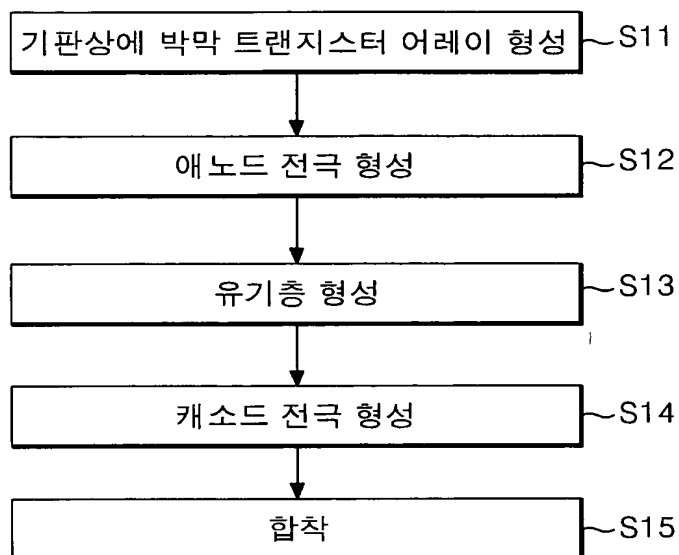 기판상에 박막 트랜지스터 어레이 형성 S11
애노드 전극 형성 S12
유기층 형성 S13
캐소드 전극 형성 S14
합착 S15